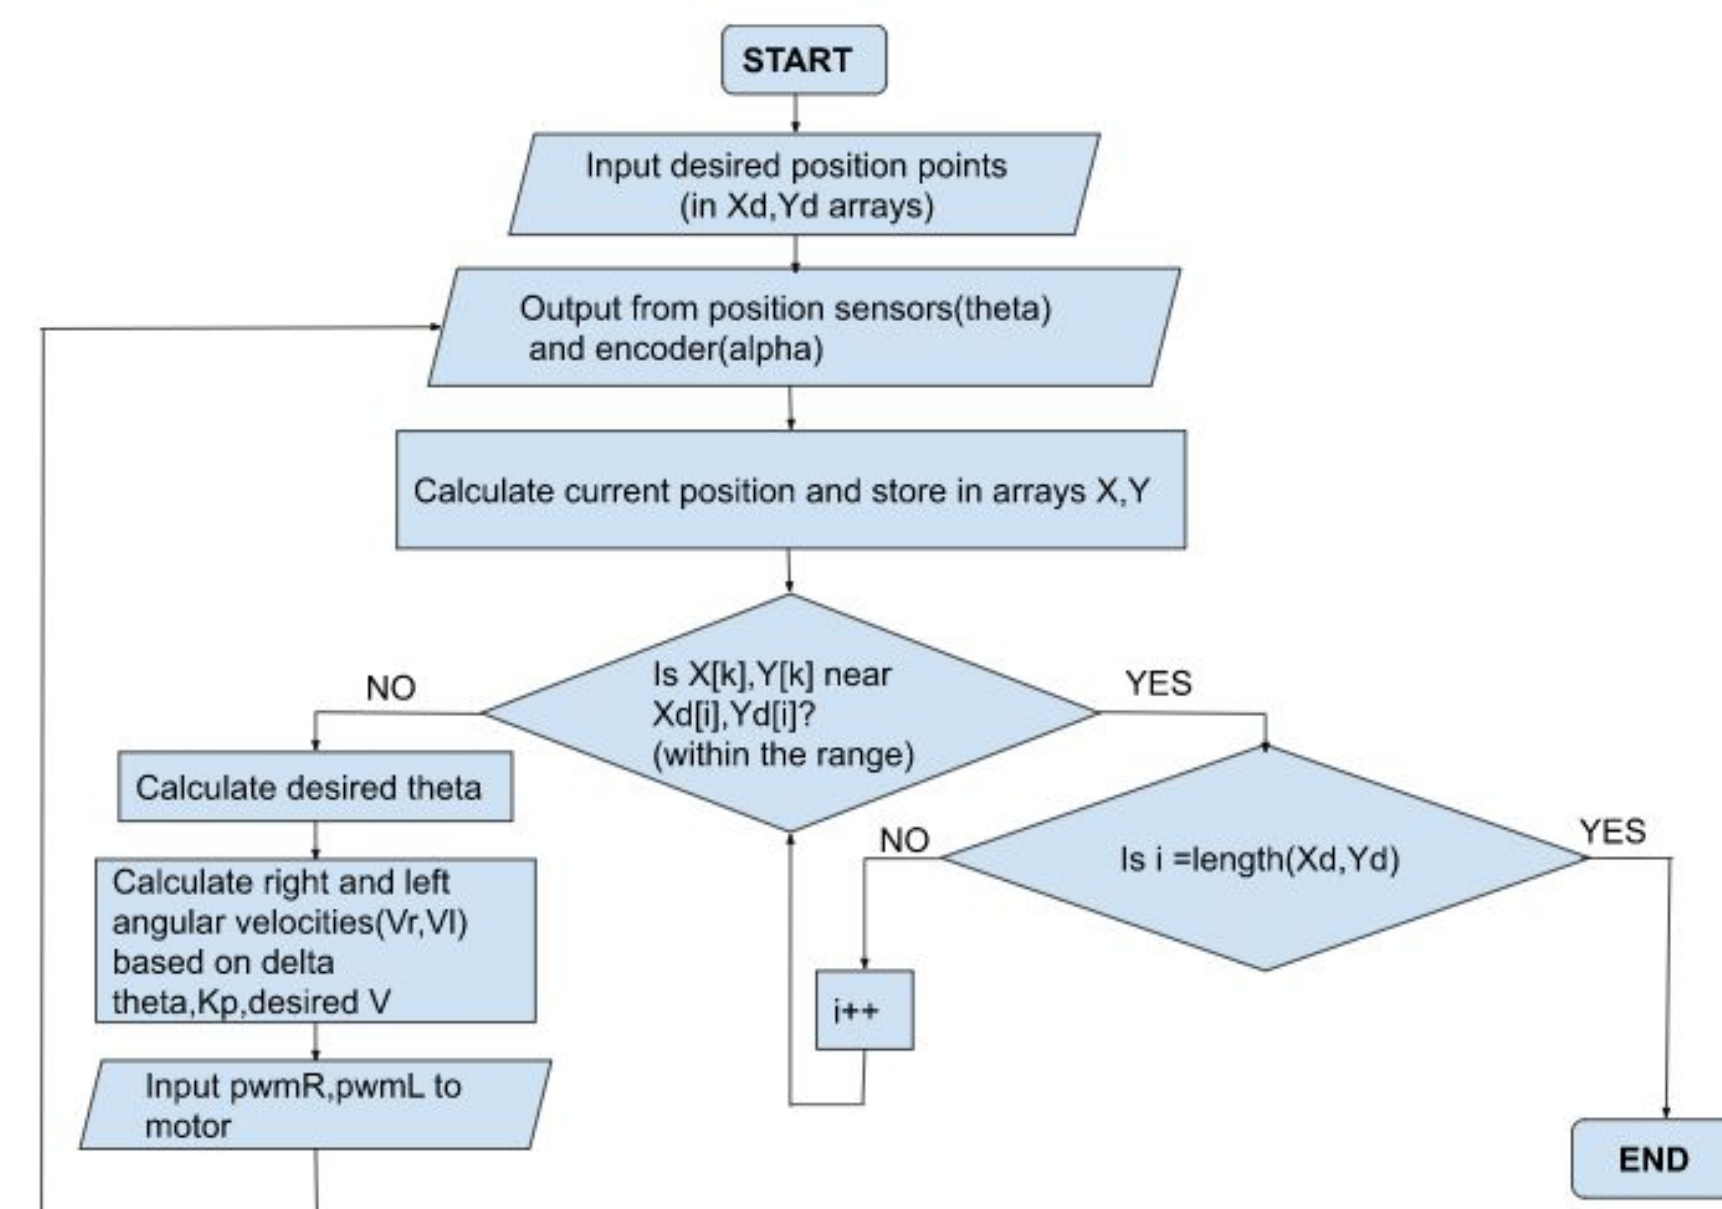 START
Input desired position points
(in Xd,Yd arrays)
Output from position sensors(theta)
and encoder(alpha)
Calculate current position and store in arrays X,Y
Is X[k],Y[k] near
Xd[i],Yd[i]?
(within the range)
NO
YES
Calculate desired theta
Calculate right and left
angular velocities(Vr,Vl)
based on delta
theta,Kp,desired V
Input pwmR,pwmL to
motor
Is i =length(Xd,Yd)
NO
YES
i++
END